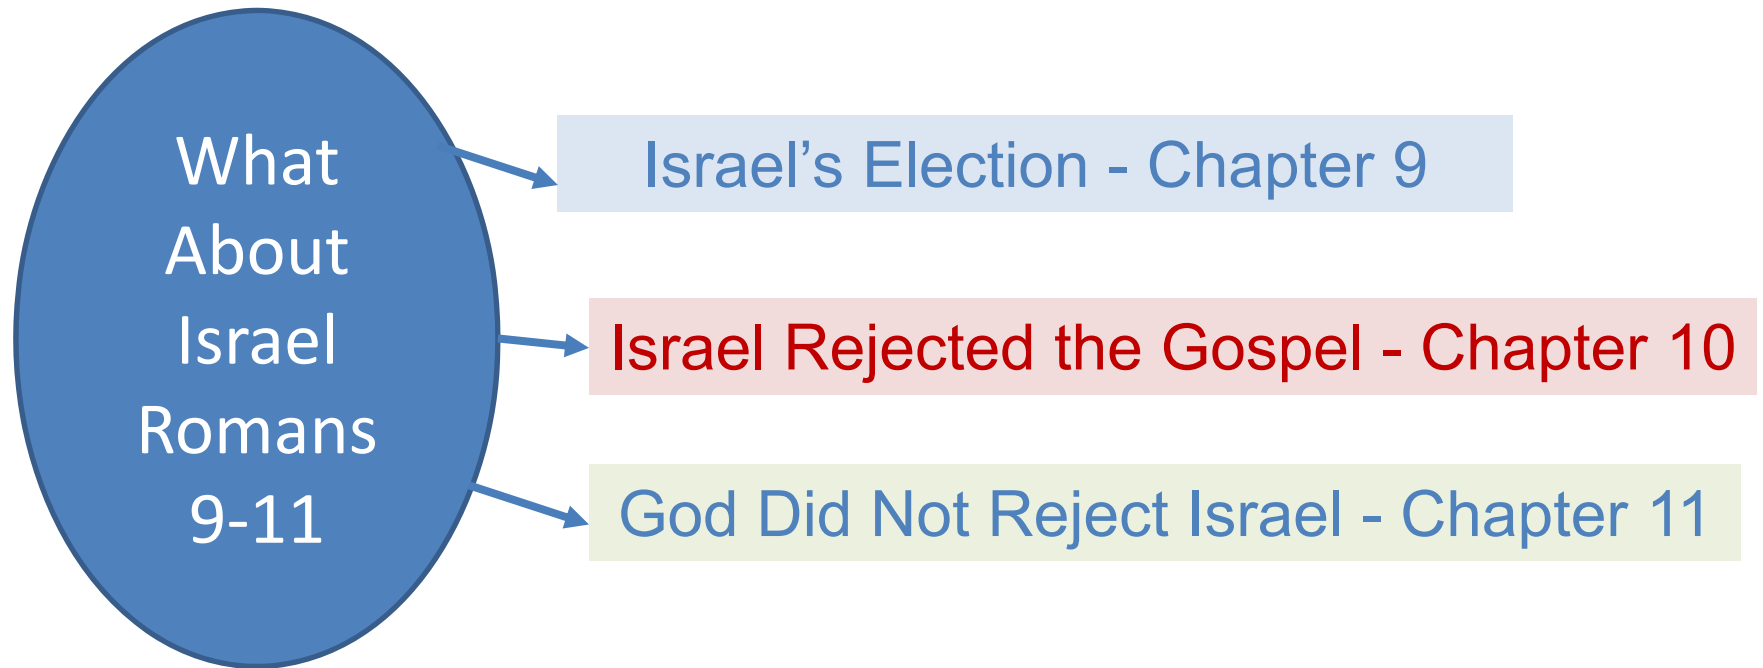 What
About
Israel
Romans
9-11
Israel’s Election - Chapter 9
Israel Rejected the Gospel - Chapter 10
God Did Not Reject Israel - Chapter 11